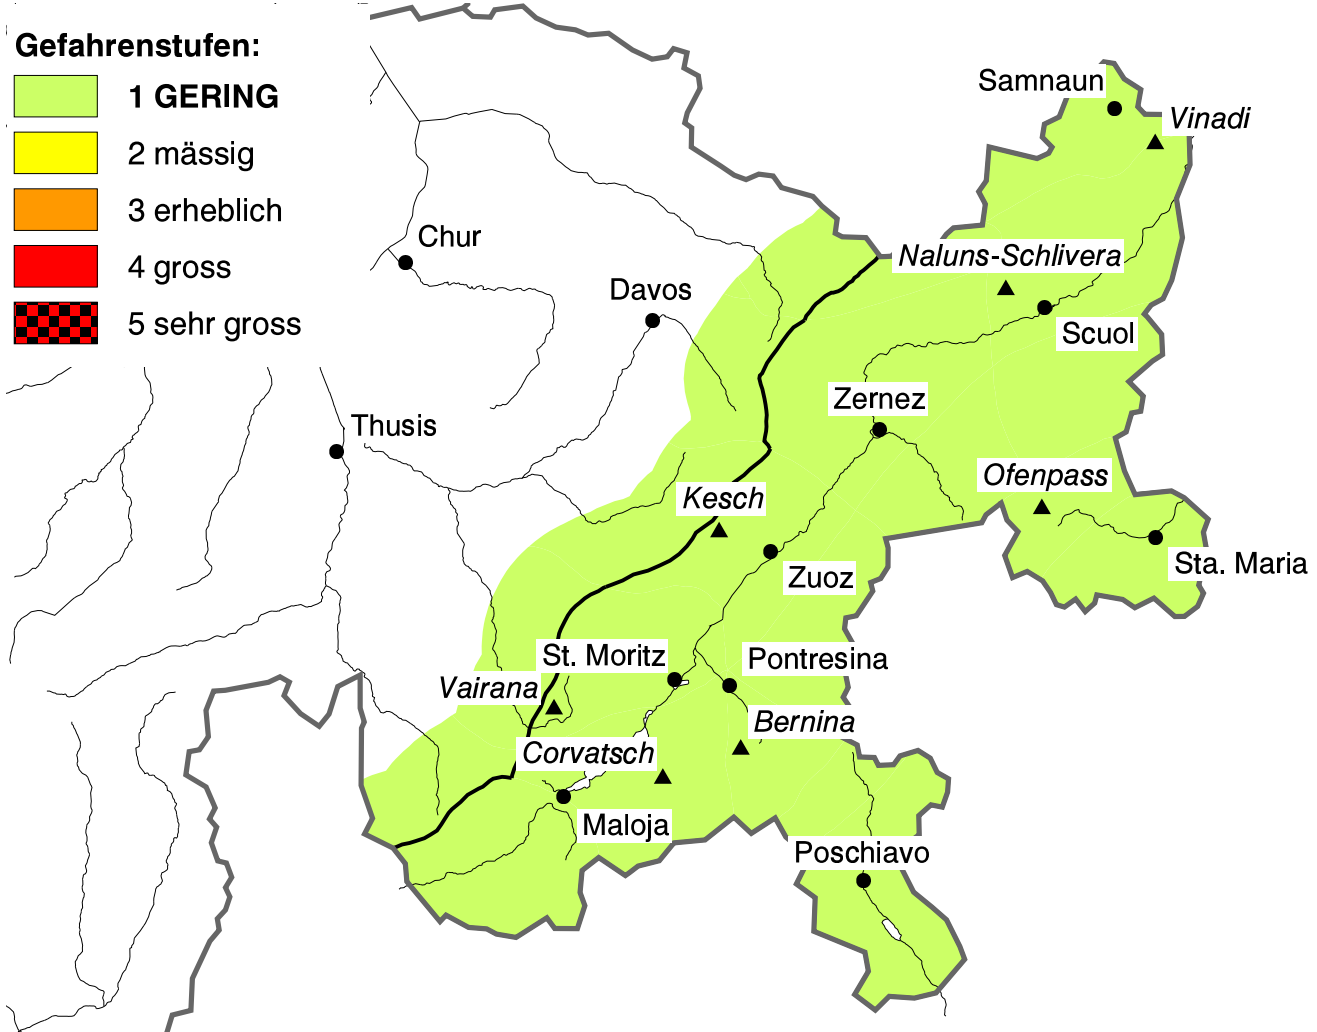 Gefahrenstufen:
1 GERING
2 mässig
3 erheblich
4 gross
5 sehr gross
Samnaun
Vinadi
Chur
Naluns-Schlivera
Davos
Scuol
Zernez
Thusis
Ofenpass
Kesch
Sta. Maria
Zuoz
St. Moritz
Pontresina
Vairana
Bernina
Corvatsch
Maloja
Poschiavo